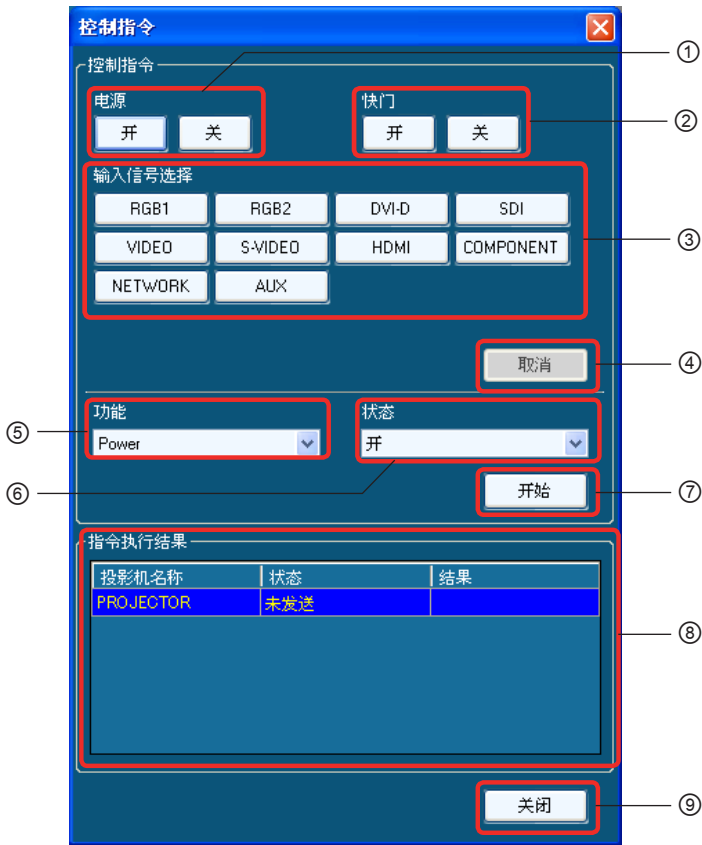 控制指令
控制指令
①
电源
快门
开 关
开 关
②
输入信号选择
RGB1 RGB2 DVI-D SDI
VIDEO S-VIDEO HDMI COMPONENT
③
NETWORK AUX
取消
④
功能
状态
⑤
Power
开
⑥
开始
⑦
指令执行结果
投影机名称 状态 结果
PROJECTOR 未发送
⑧
关闭
⑨